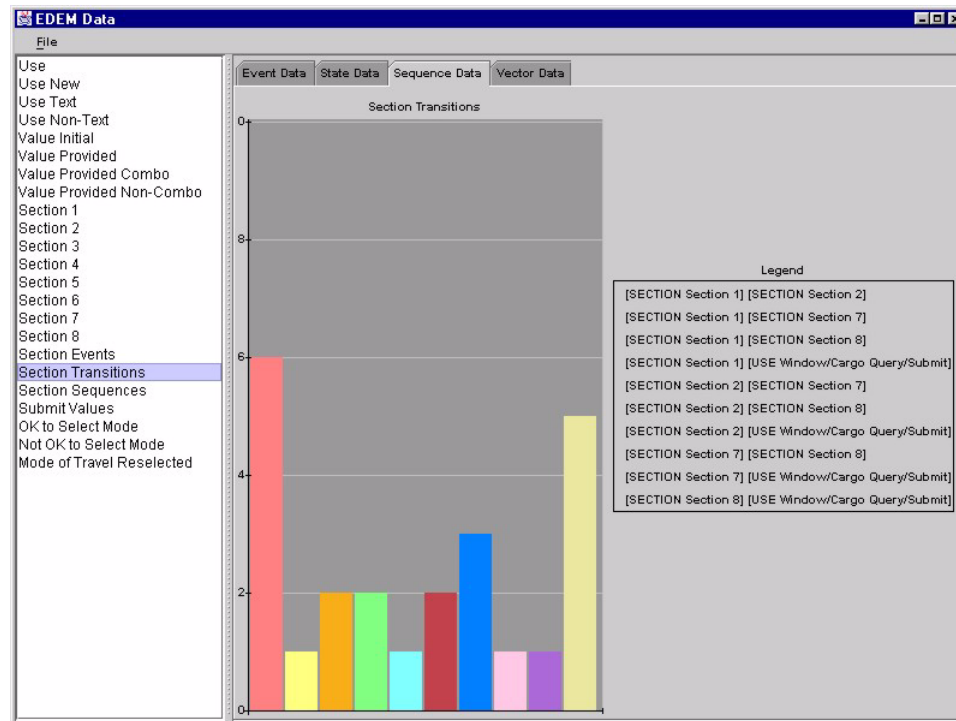 EDEM Data
File
Use
Use New
Use Text
Use Non-Text
Value Initial
Value Provided
Value Provided Combo
Value Provided Non-Combo
Section 1
Section 2
Section 3
Section 4
Section 5
Section 6
Section 7
Section 8
Section Events
Section Transitions
Section Sequences
Submit Values
OK to Select Mode
Not OK to Select Mode
Mode of Travel Reselected
Event Data State Data Sequence Data Vector Data
Section Transitions
0
8
6
4
2
0
Legend
[SECTION Section 1] [SECTION Section 2]
[SECTION Section 1] [SECTION Section 7]
[SECTION Section 1] [SECTION Section 8]
[SECTION Section 1] [USE Window/Cargo Query/Submit]
[SECTION Section 2] [SECTION Section 7]
[SECTION Section 2] [SECTION Section 8]
[SECTION Section 2] [USE Window/Cargo Query/Submit]
[SECTION Section 7] [SECTION Section 8]
[SECTION Section 7] [USE Window/Cargo Query/Submit]
[SECTION Section 8] [USE Window/Cargo Query/Submit]